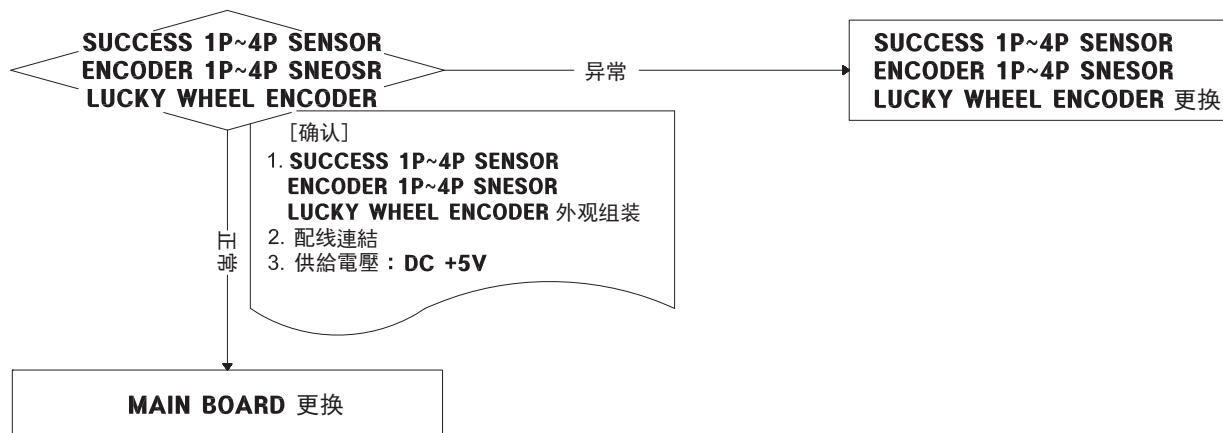 SUCCESS 1P~4P SENSOR
ENCODER 1P~4P SNEOSR
LUCKY WHEEL ENCODER
异常
SUCCESS 1P~4P SENSOR
ENCODER 1P~4P SNESOR
LUCKY WHEEL ENCODER 更换
[确认]
1. SUCCESS 1P~4P SENSOR
ENCODER 1P~4P SNESOR
LUCKY WHEEL ENCODER 外观组装
2. 配线連結
3. 供給電壓 : DC +5V
正常
MAIN BOARD 更换